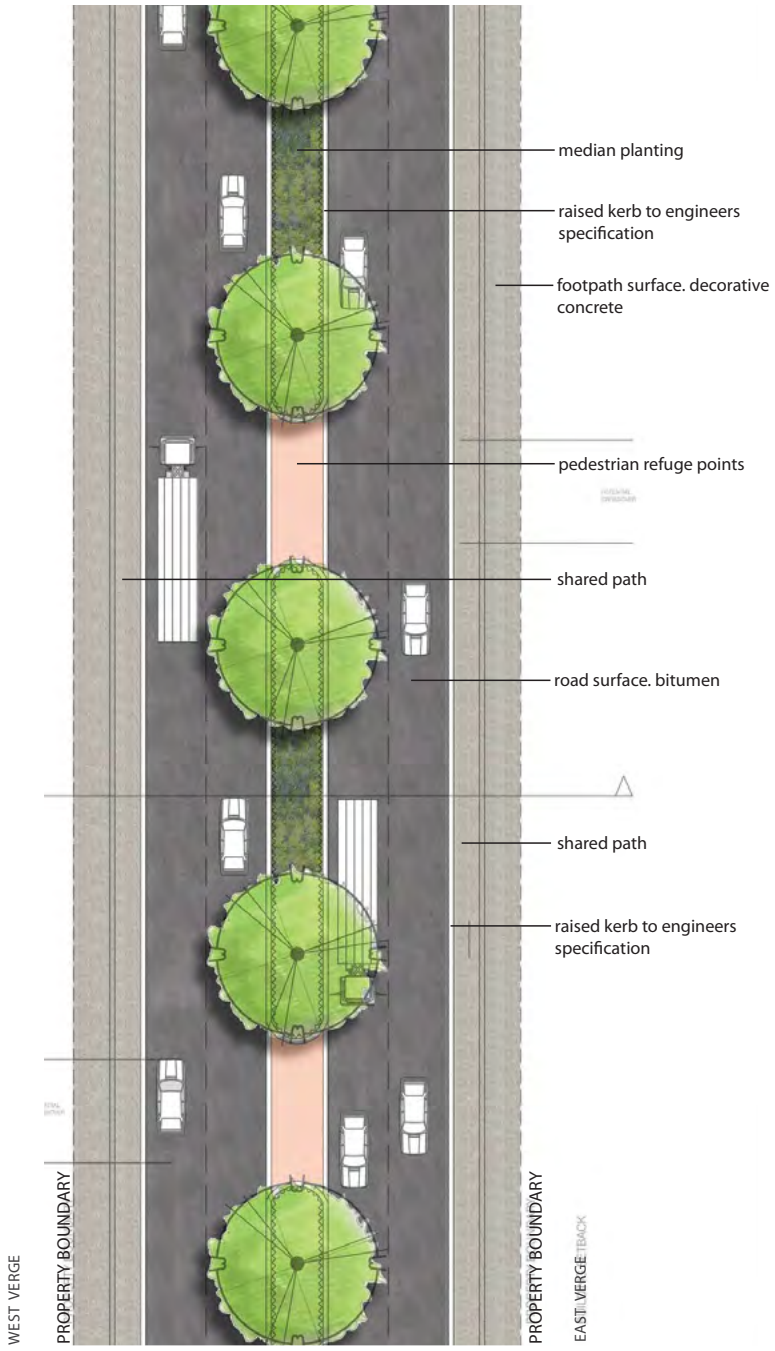 median planting
raised kerb to engineers
specification
footpath surface. decorative
concrete
pedestrian refuge points
shared path
road surface. bitumen
shared path
raised kerb to engineers
specification
WEST VERGE
PROPERTY BOUNDARY
PROPERTY BOUNDARY
EAST VERGE